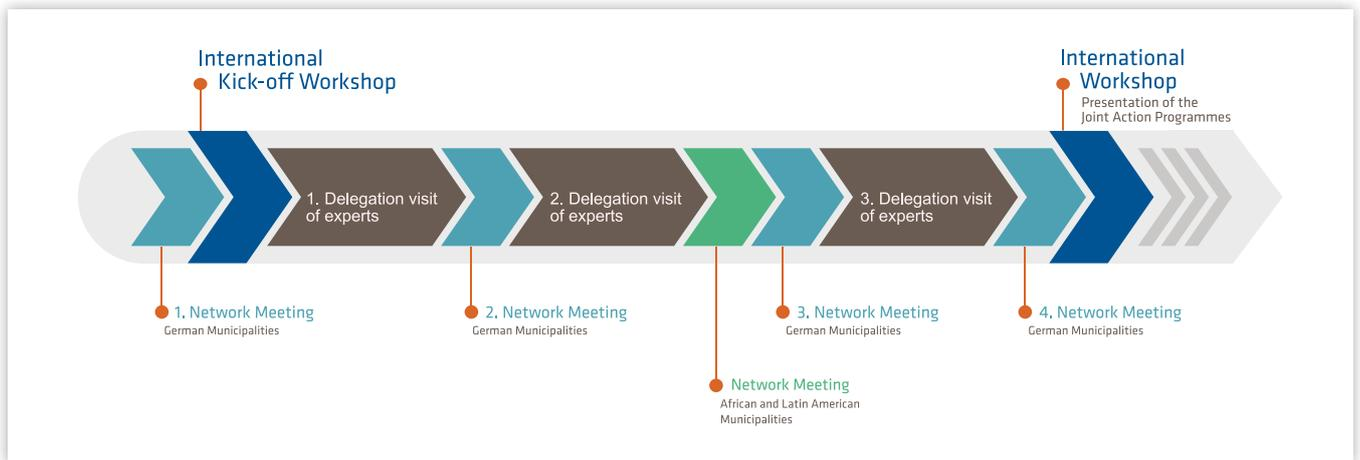 International
Kick-off Workshop
International
Workshop
Presentation of the
Joint Action Programmes
1. Delegation visit
of experts
2. Delegation visit
of experts
3. Delegation visit
of experts
1. Network Meeting
German Municipalities
2. Network Meeting
German Municipalities
3. Network Meeting
German Municipalities
4. Network Meeting
German Municipalities
Network Meeting
African and Latin American
Municipalities